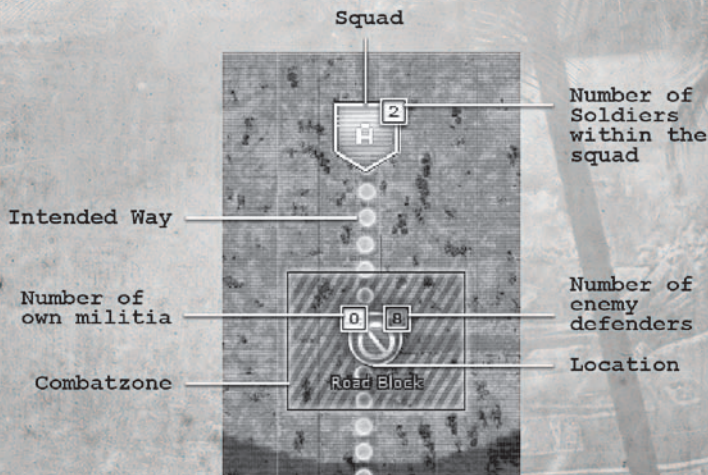 Squad
2
A
Number of
Soldiers
within the
squad
Intended Way
Number of
own militia
0
8
Number of
enemy
defenders
Location
Combatzone
Road Block